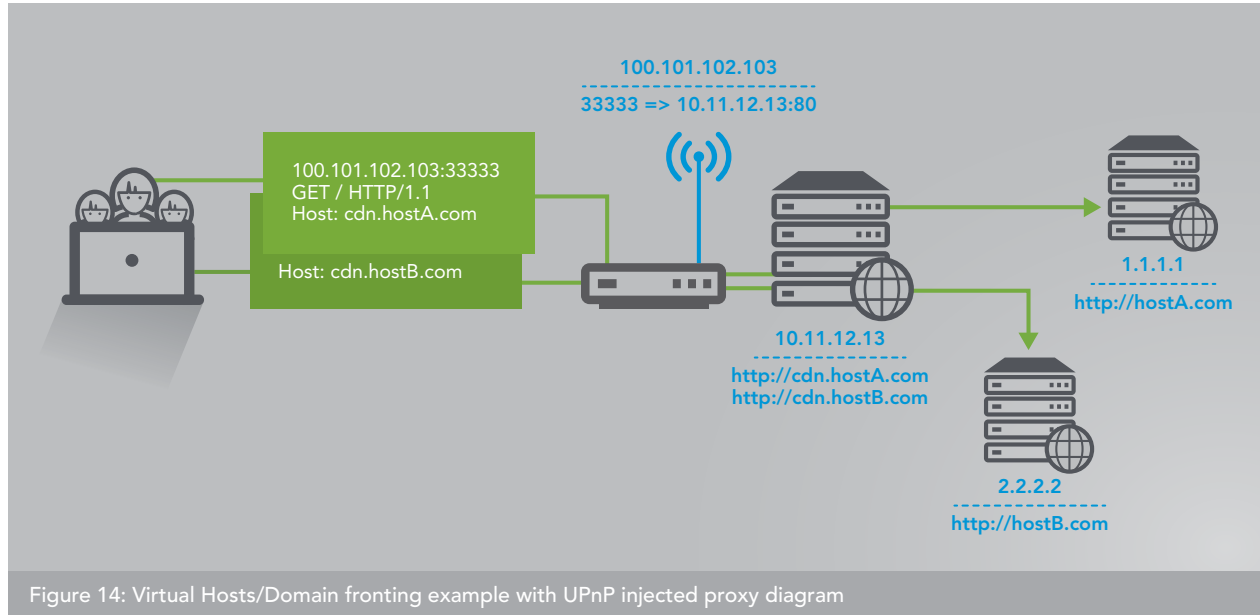 100.101.102.103
33333 => 10.11.12.13:80
100.101.102.103:33333
GET / HTTP/1.1
Host: cdn.hostA.com
Host: cdn.hostB.com
10.11.12.13
http://cdn.hostA.com
http://cdn.hostB.com
1.1.1.1
http://hostA.com
2.2.2.2
http://hostB.com
Figure 14: Virtual Hosts/Domain fronting example with UPnP injected proxy diagram